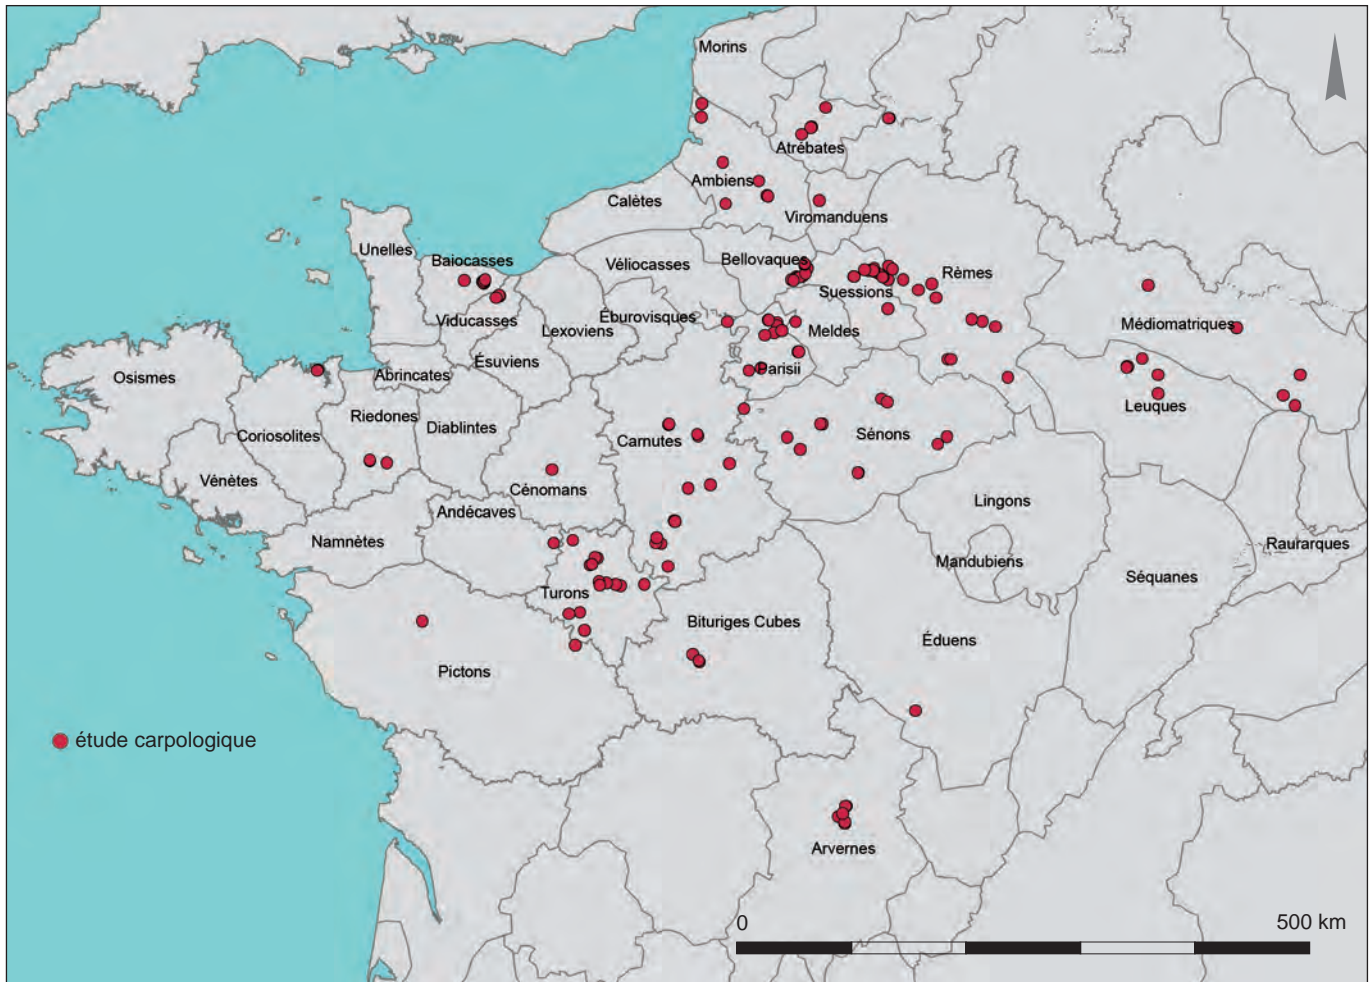 Morins
Atrébates
Ambiens
Calètes
Viromanduens
Unelles
Baiocasses
Véliocasses
Bellovaques
Rèmes
Suessions
Médiomatriques
Viducasses
Lexoviens
Éburovisques
Meldes
Ésuviens
Parisii
Osismes
Abrincates
Leuques
Riedones
Diablintes
Coriosolites
Carnutes
Sénons
Vénètes
Cénomans
Lingons
Andécaves
Namnètes
Raurarques
Mandubiens
Séquanes
Turons
Bituriges Cubes
Éduens
Pictons
étude carpologique
Arvernes
0
500 km